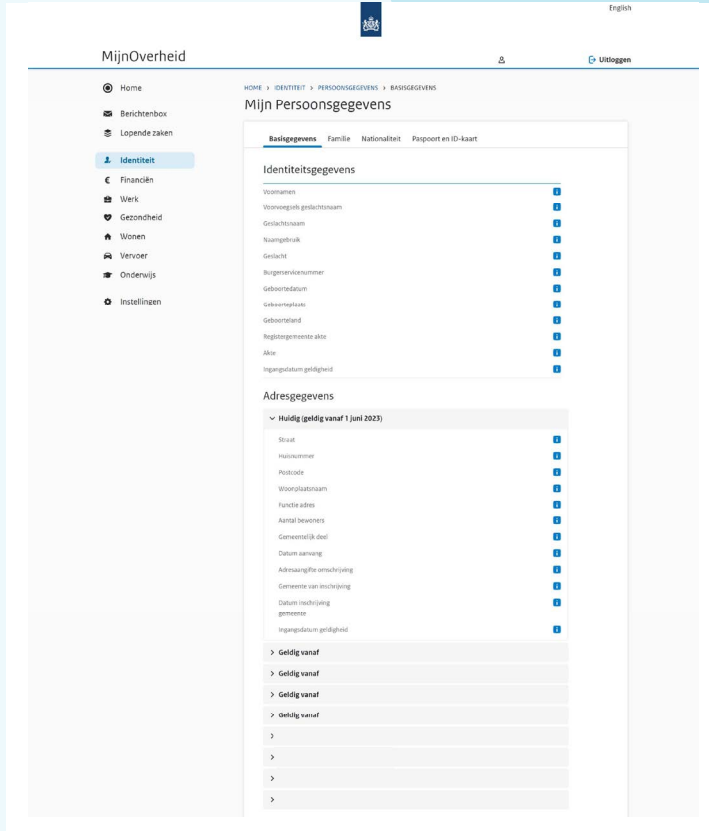 English
MijnOverheid
Uitloggen
Home
Berichtenbox
Lopende zaken
Identiteit
Financiën
Werk
Gezondheid
Wonen
Vervoer
Onderwijs
Instellingen
HOME > IDENTITEIT > PERSOONSGEGEVENS > BASISGEGEVENS
Mijn Persoonsgegevens
Basisgegevens Familie Nationaliteit Paspoort en ID-kaart
Identiteitsgegevens
Voornamen
Voorvoegsels geslachtsnaam
Geslachtsnaam
Naamgebruik
Geslacht
Burgerservicenummer
Geboortedatum
Geboorteplaats
Geboorteland
Registergemeente akte
Akte
Ingangsdatum geldigheid
Adresgegevens
Huidig (geldig vanaf 1 juni 2023)
Straat
Huisnummer
Postcode
Woonplaatsnaam
Functie adres
Aantal bewoners
Gemeentelijk deel
Datum aanvang
Adresaangifte omschrijving
Gemeente van inschrijving
Datum inschrijving
gemeente
Ingangsdatum geldigheid
> Geldig vanaf
> Geldig vanaf
> Geldig vanaf
> Geldig vanaf